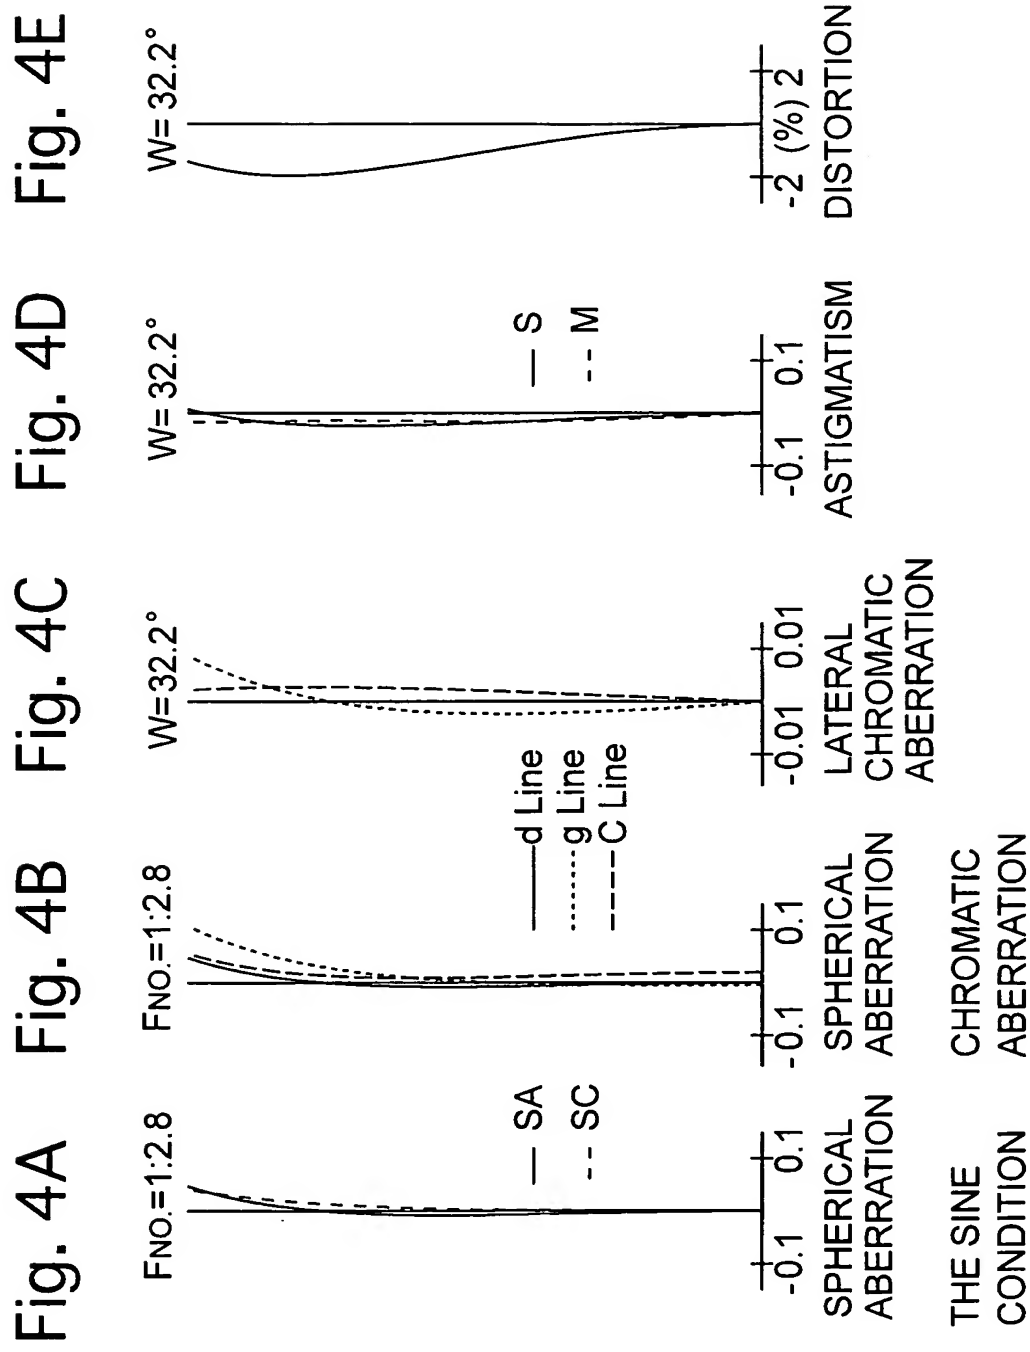 Fig. 4A
FNO.=1:2.8
SA
SC
-0.1
0.1
SPHERICAL
ABERRATION
THE SINE
CONDITION
Fig. 4B
FNO.=1:2.8
d Line
g Line
C Line
-0.1
0.1
SPHERICAL
ABERRATION
CHROMATIC
ABERRATION
Fig. 4C
W=32.2°
-0.01
0.01
LATERAL
CHROMATIC
ABERRATION
Fig. 4D
W= 32.2°
S
M
-0.1
0.1
ASTIGMATISM
Fig. 4E
W= 32.2°
-2 (%) 2
DISTORTION